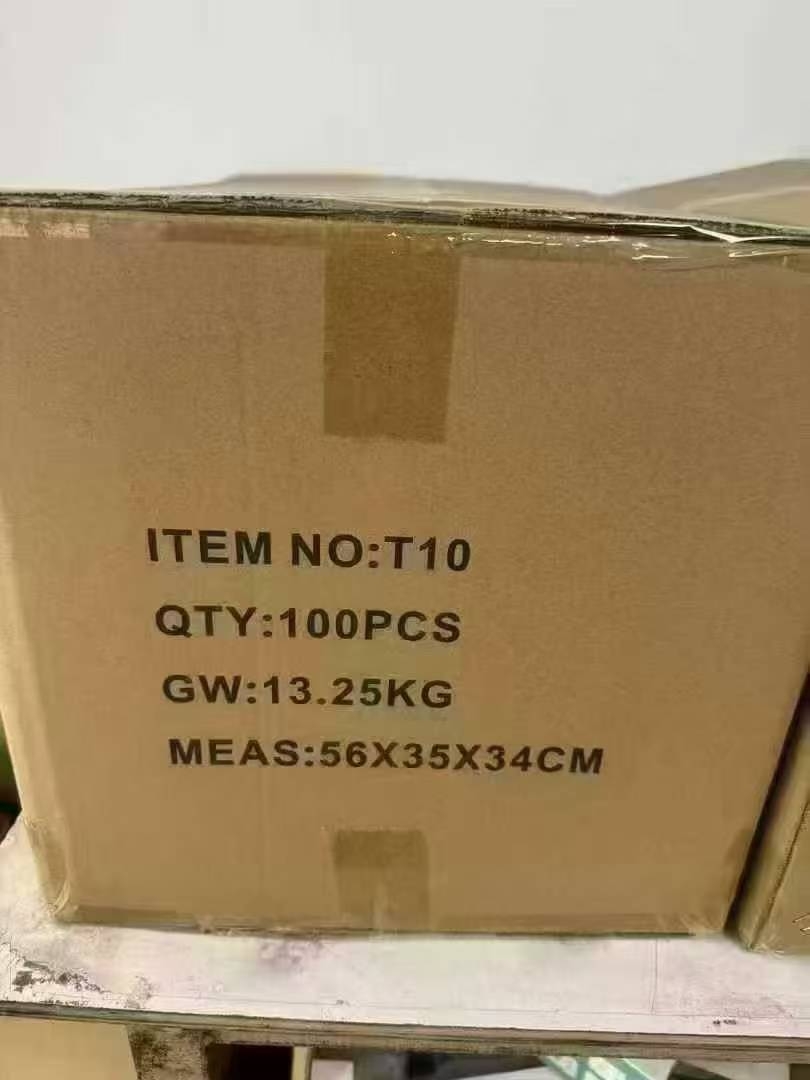 ITEM NO:T10
QTY:100PCS
GW:13.25KG
MEAS:56X35X34CM